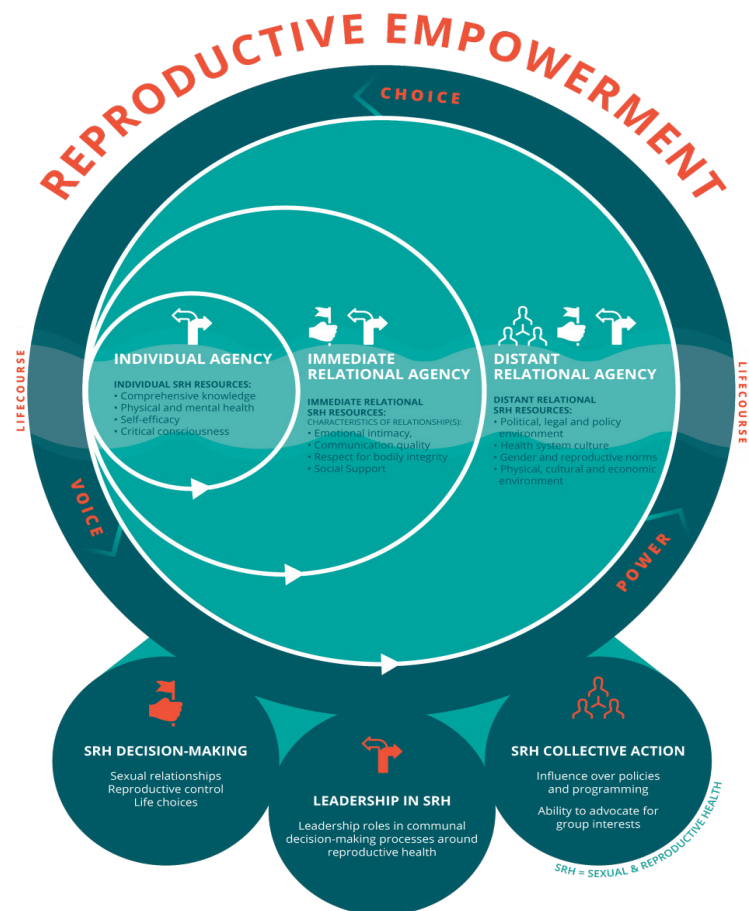 REPRODUCTIVE EMPOWERMENT
CHOICE
LIFECOURSE
INDIVIDUAL AGENCY
INDIVIDUAL SRH RESOURCES:
• Comprehensive knowledge
• Physical and mental health
• Self-efficacy
• Critical consciousness
IMMEDIATE
RELATIONAL AGENCY
IMMEDIATE RELATIONAL
SRH RESOURCES:
CHARACTERISTICS OF RELATIONSHIP(S):
• Emotional intimacy,
• Communication quality
• Respect for bodily integrity
• Social Support
DISTANT
RELATIONAL AGENCY
DISTANT RELATIONAL
SRH RESOURCES:
• Political, legal and policy
environment
• Health system culture
• Gender and reproductive norms
• Physical, cultural and economic
environment
LIFECOURSE
VOICE
POWER
SRH DECISION-MAKING
Sexual relationships
Reproductive control
Life choices
LEADERSHIP IN SRH
Leadership roles in communal
decision-making processes around
reproductive health
SRH COLLECTIVE ACTION
Influence over policies
and programming
Ability to advocate for
group interests
SRH = SEXUAL & REPRODUCTIVE HEALTH